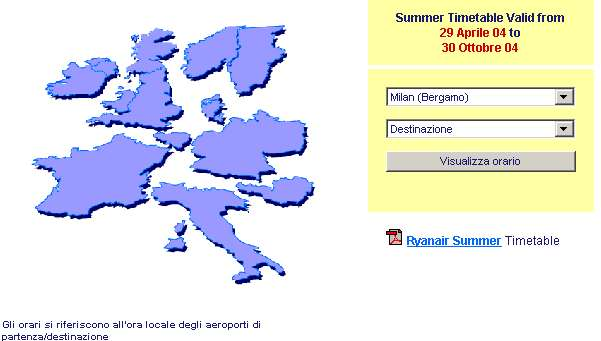 Summer Timetable Valid from
29 Aprile 04 to
30 Ottobre 04
Milan (Bergamo)
Destinazione
Visualizza orario
Ryanair Summer Timetable
Gli orari si riferiscono all'ora locale degli aeroporti di
partenza/destinazione